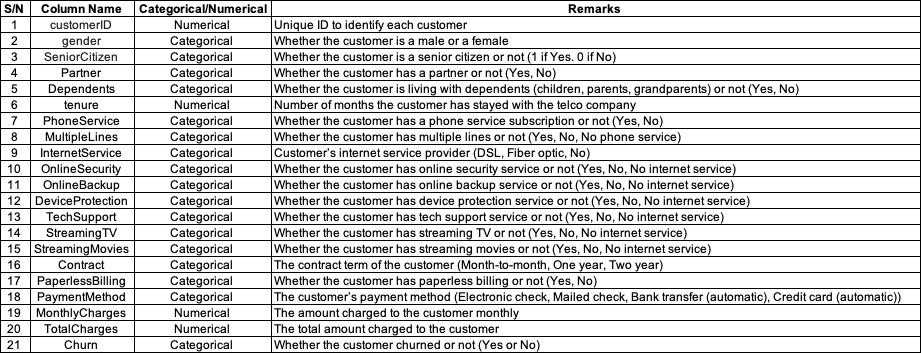 S/N Column Name Categorical/Numerical Remarks
1 customerID Numerical Unique ID to identify each customer
2 gender Categorical Whether the customer is a male or a female
3 SeniorCitizen Categorical Whether the customer is a senior citizen or not (1 if Yes. 0 if No)
4 Partner Categorical Whether the customer has a partner or not (Yes, No)
5 Dependents Categorical Whether the customer is living with dependents (children, parents, grandparents) or not (Yes, No)
6 tenure Numerical Number of months the customer has stayed with the telco company
7 PhoneService Categorical Whether the customer has a phone service subscription or not (Yes, No)
8 MultipleLines Categorical Whether the customer has multiple lines or not (Yes, No, No phone service)
9 InternetService Categorical Customer's internet service provider (DSL, Fiber optic, No)
10 OnlineSecurity Categorical Whether the customer has online security service or not (Yes, No, No internet service)
11 OnlineBackup Categorical Whether the customer has online backup service or not (Yes, No, No internet service)
12 DeviceProtection Categorical Whether the customer has device protection service or not (Yes, No, No internet service)
13 TechSupport Categorical Whether the customer has tech support service or not (Yes, No, No internet service)
14 StreamingTV Categorical Whether the customer has streaming TV or not (Yes, No, No internet service)
15 StreamingMovies Categorical Whether the customer has streaming movies or not (Yes, No, No internet service)
16 Contract Categorical The contract term of the customer (Month-to-month, One year, Two year)
17 PaperlessBilling Categorical Whether the customer has paperless billing or not (Yes, No)
18 PaymentMethod Categorical The customer's payment method (Electronic check, Mailed check, Bank transfer (automatic), Credit card (automatic))
19 MonthlyCharges Numerical The amount charged to the customer monthly
20 TotalCharges Numerical The total amount charged to the customer
21 Churn Categorical Whether the customer churned or not (Yes or No)